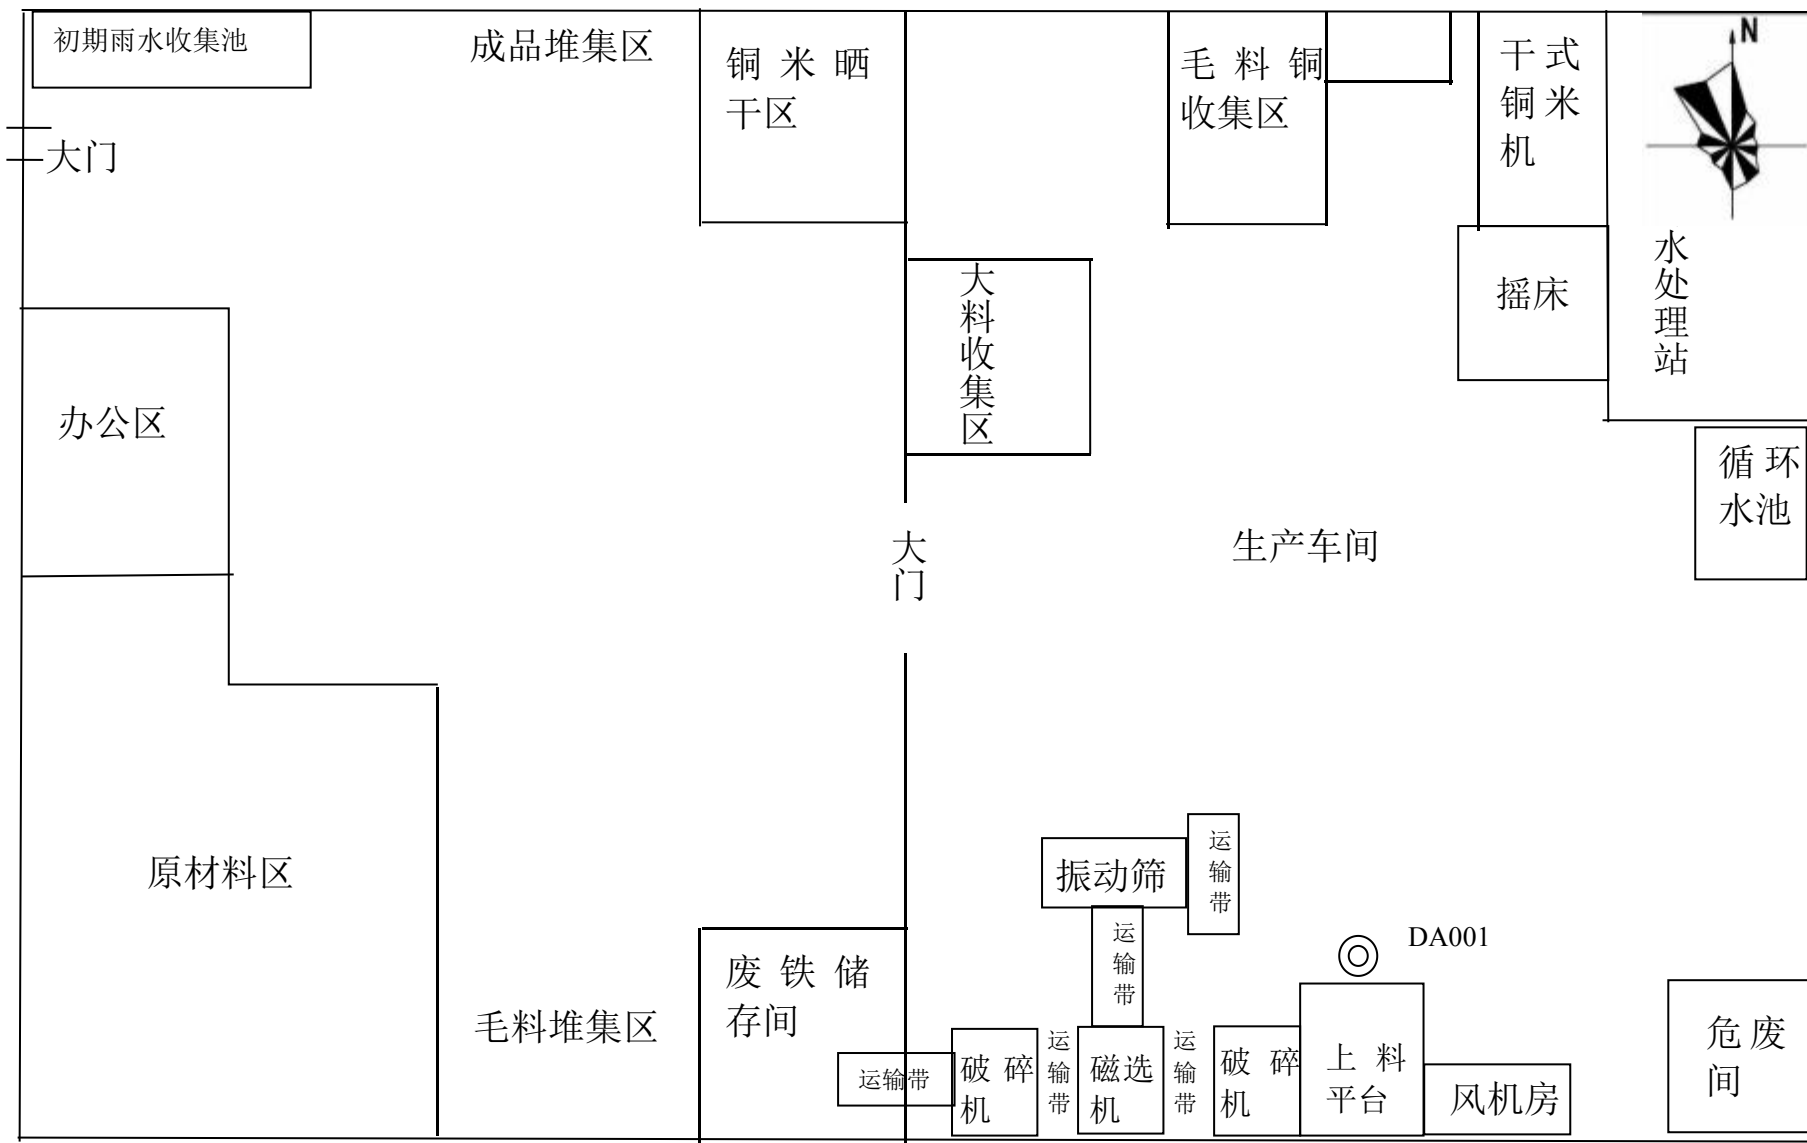 初期雨水收集池
成品堆集区
铜米晒
干区
毛料铜
收集区
干式
铜米
机
N
大门
水处理站
大料收集区
摇床
办公区
循环
水池
大门
生产车间
原材料区
振动筛
运输带
运输带
DA001
废铁储
存间
毛料堆集区
运输带
破碎
机
运输带
磁选
机
运输带
破碎
机
上料
平台
风机房
危废
间